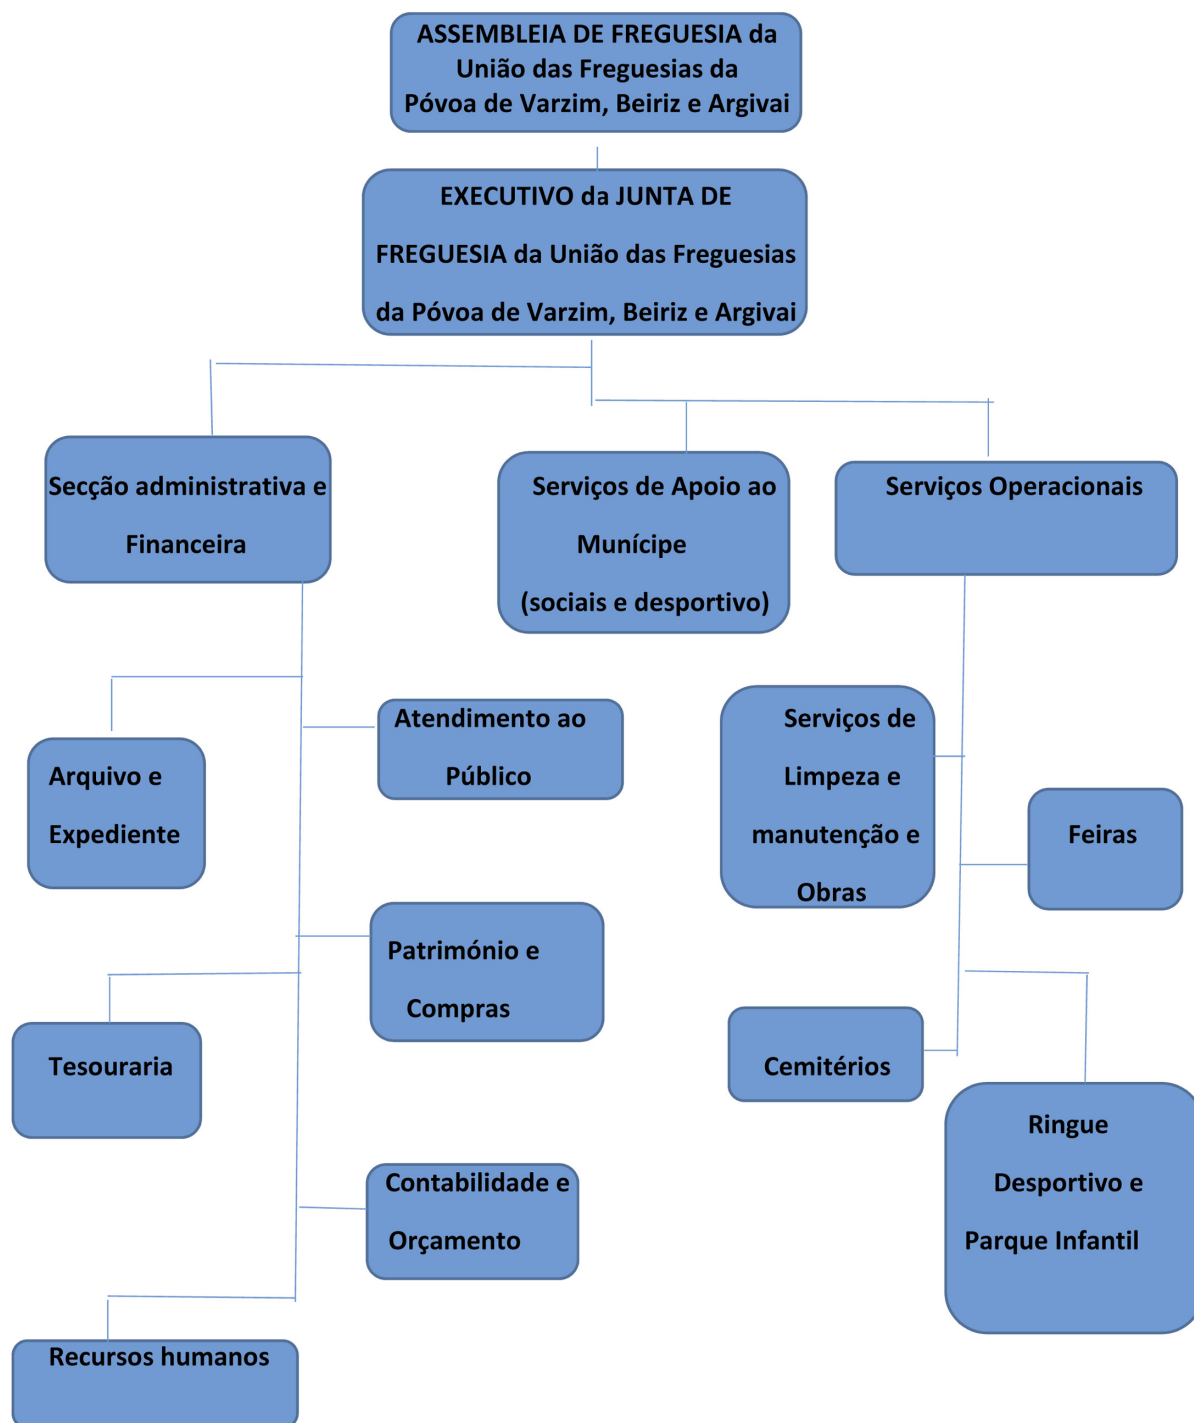 ASSEMBLEIA DE FREGUESIA da
União das Freguesias da
Póvoa de Varzim, Beiriz e Argivai
EXECUTIVO da JUNTA DE
FREGUESIA da União das Freguesias
da Póvoa de Varzim, Beiriz e Argivai
Secção administrativa e
Financeira
Serviços de Apoio ao
Munícipe
(sociais e desportivo)
Serviços Operacionais
Arquivo e
Expediente
Atendimento ao
Público
Serviços de
Limpeza e
manutenção e
Obras
Feiras
Património e
Compras
Tesouraria
Cemitérios
Ringue
Desportivo e
Parque Infantil
Contabilidade e
Orçamento
Recursos humanos